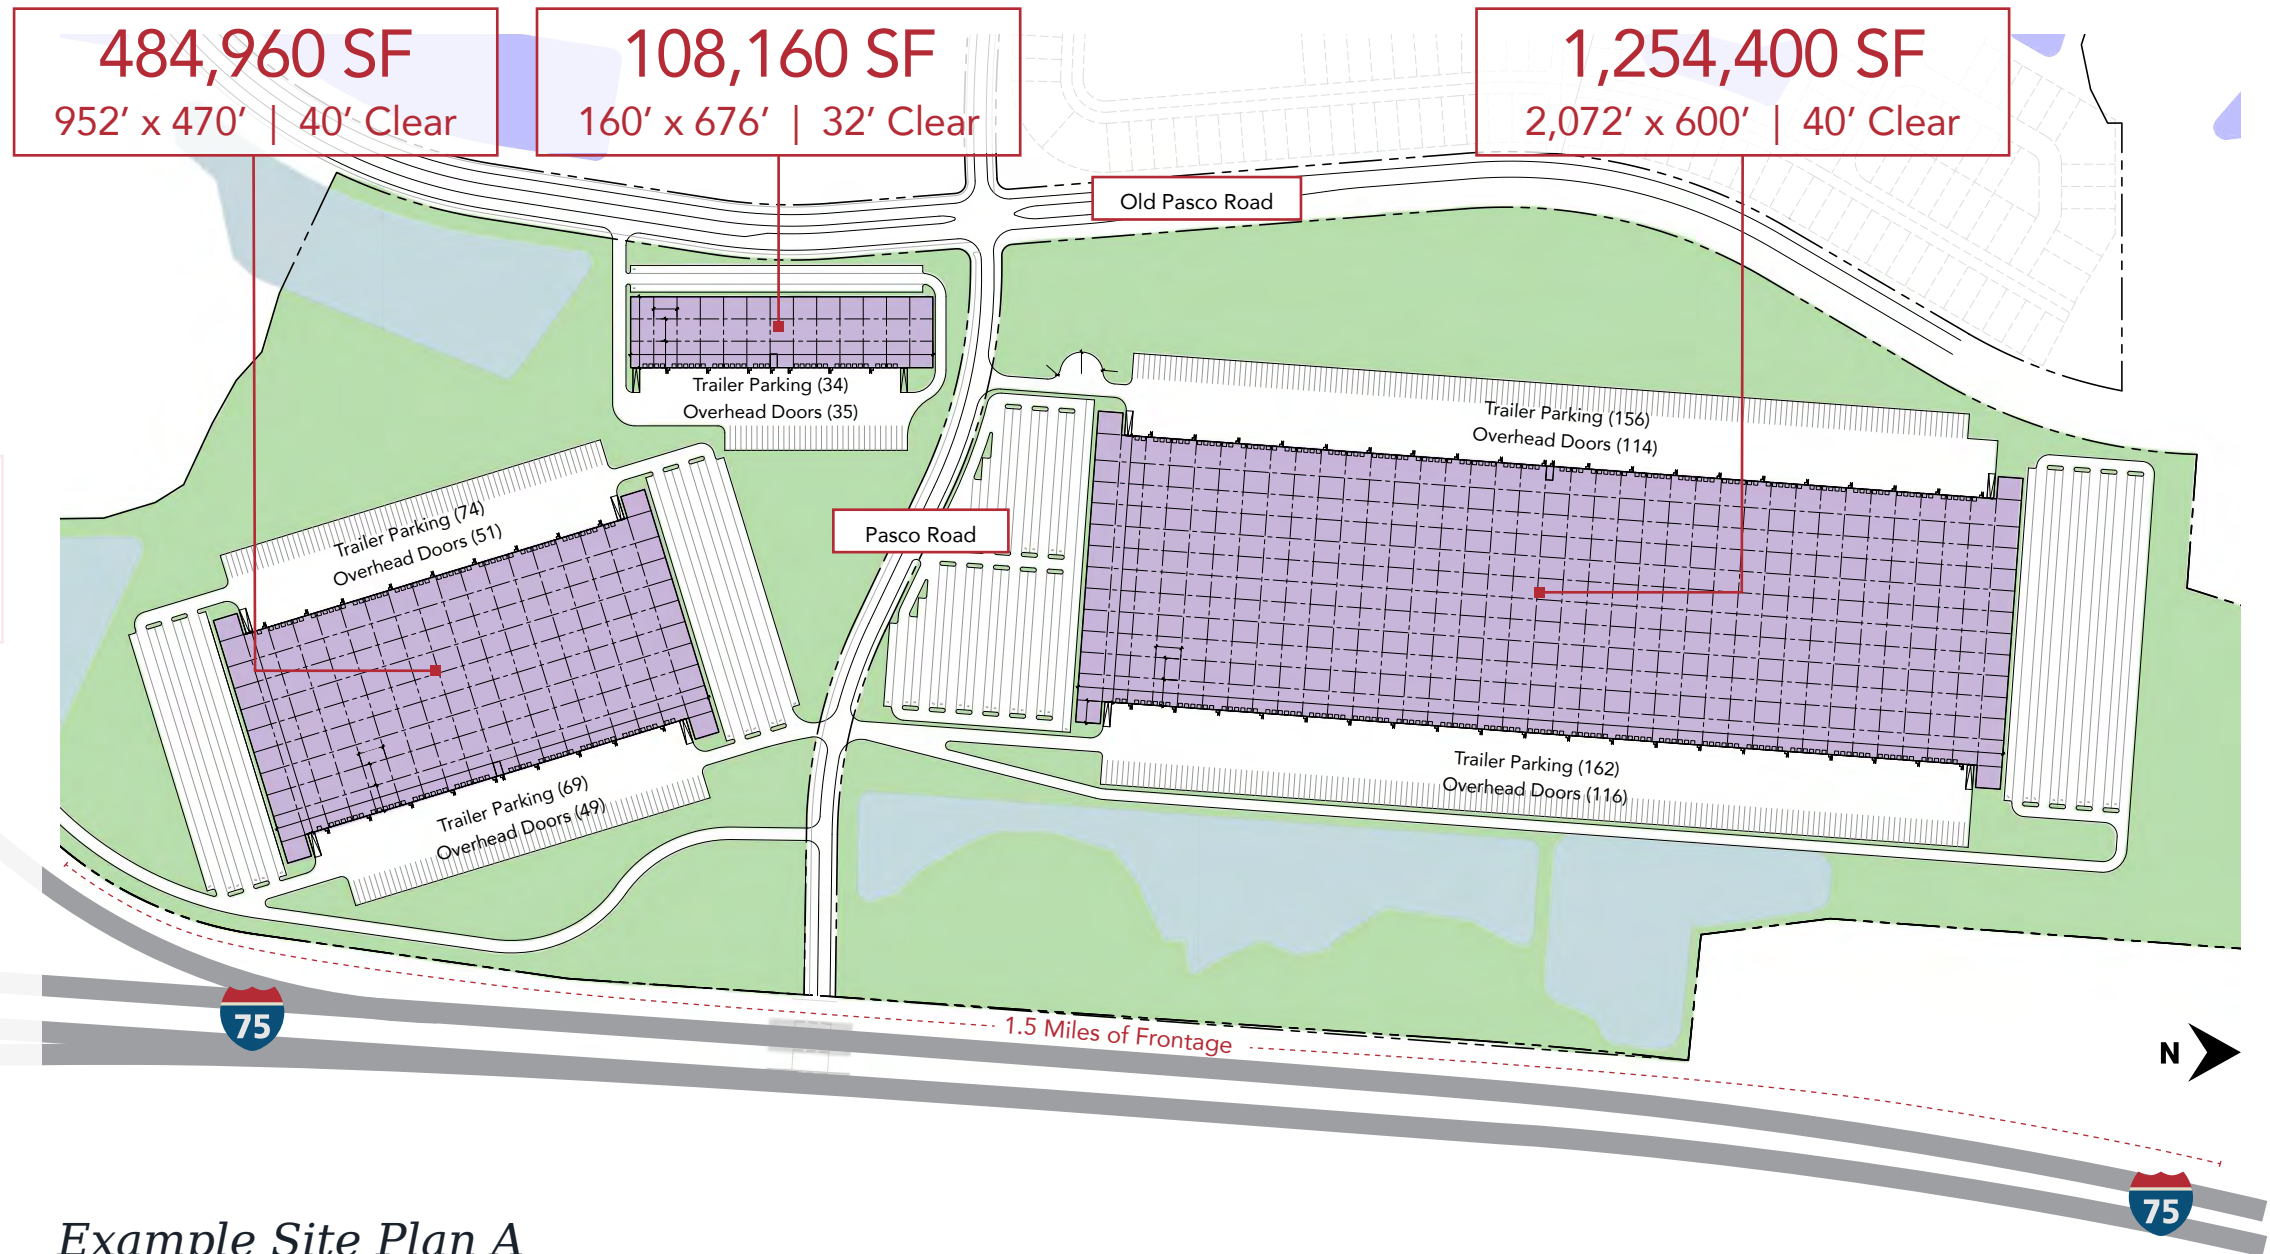 484,960 SF
952’ x 470’ | 40’ Clear
108,160 SF
160’ x 676’ | 32’ Clear
1,254,400 SF
2,072’ x 600’ | 40’ Clear
Old Pasco Road
Trailer Parking (34)
Overhead Doors (35)
Trailer Parking (156)
Overhead Doors (114)
Trailer Parking (74)
Overhead Doors (51)
Pasco Road
Trailer Parking (162)
Overhead Doors (116)
Trailer Parking (69)
Overhead Doors (49)
75
1.5 Miles of Frontage
N
75
Example Site Plan A